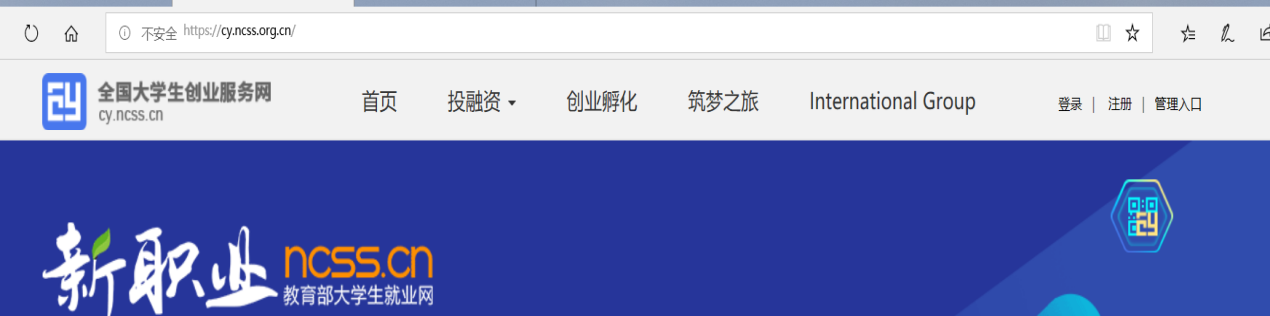 不安全 https://cy.ncss.org.cn/
全国大学生创业服务网
cy.ncss.cn
首页 投融资 创业孵化 筑梦之旅 International Group 登录 | 注册 | 管理入口
新职业 ncss.cn
教育部大学生就业网